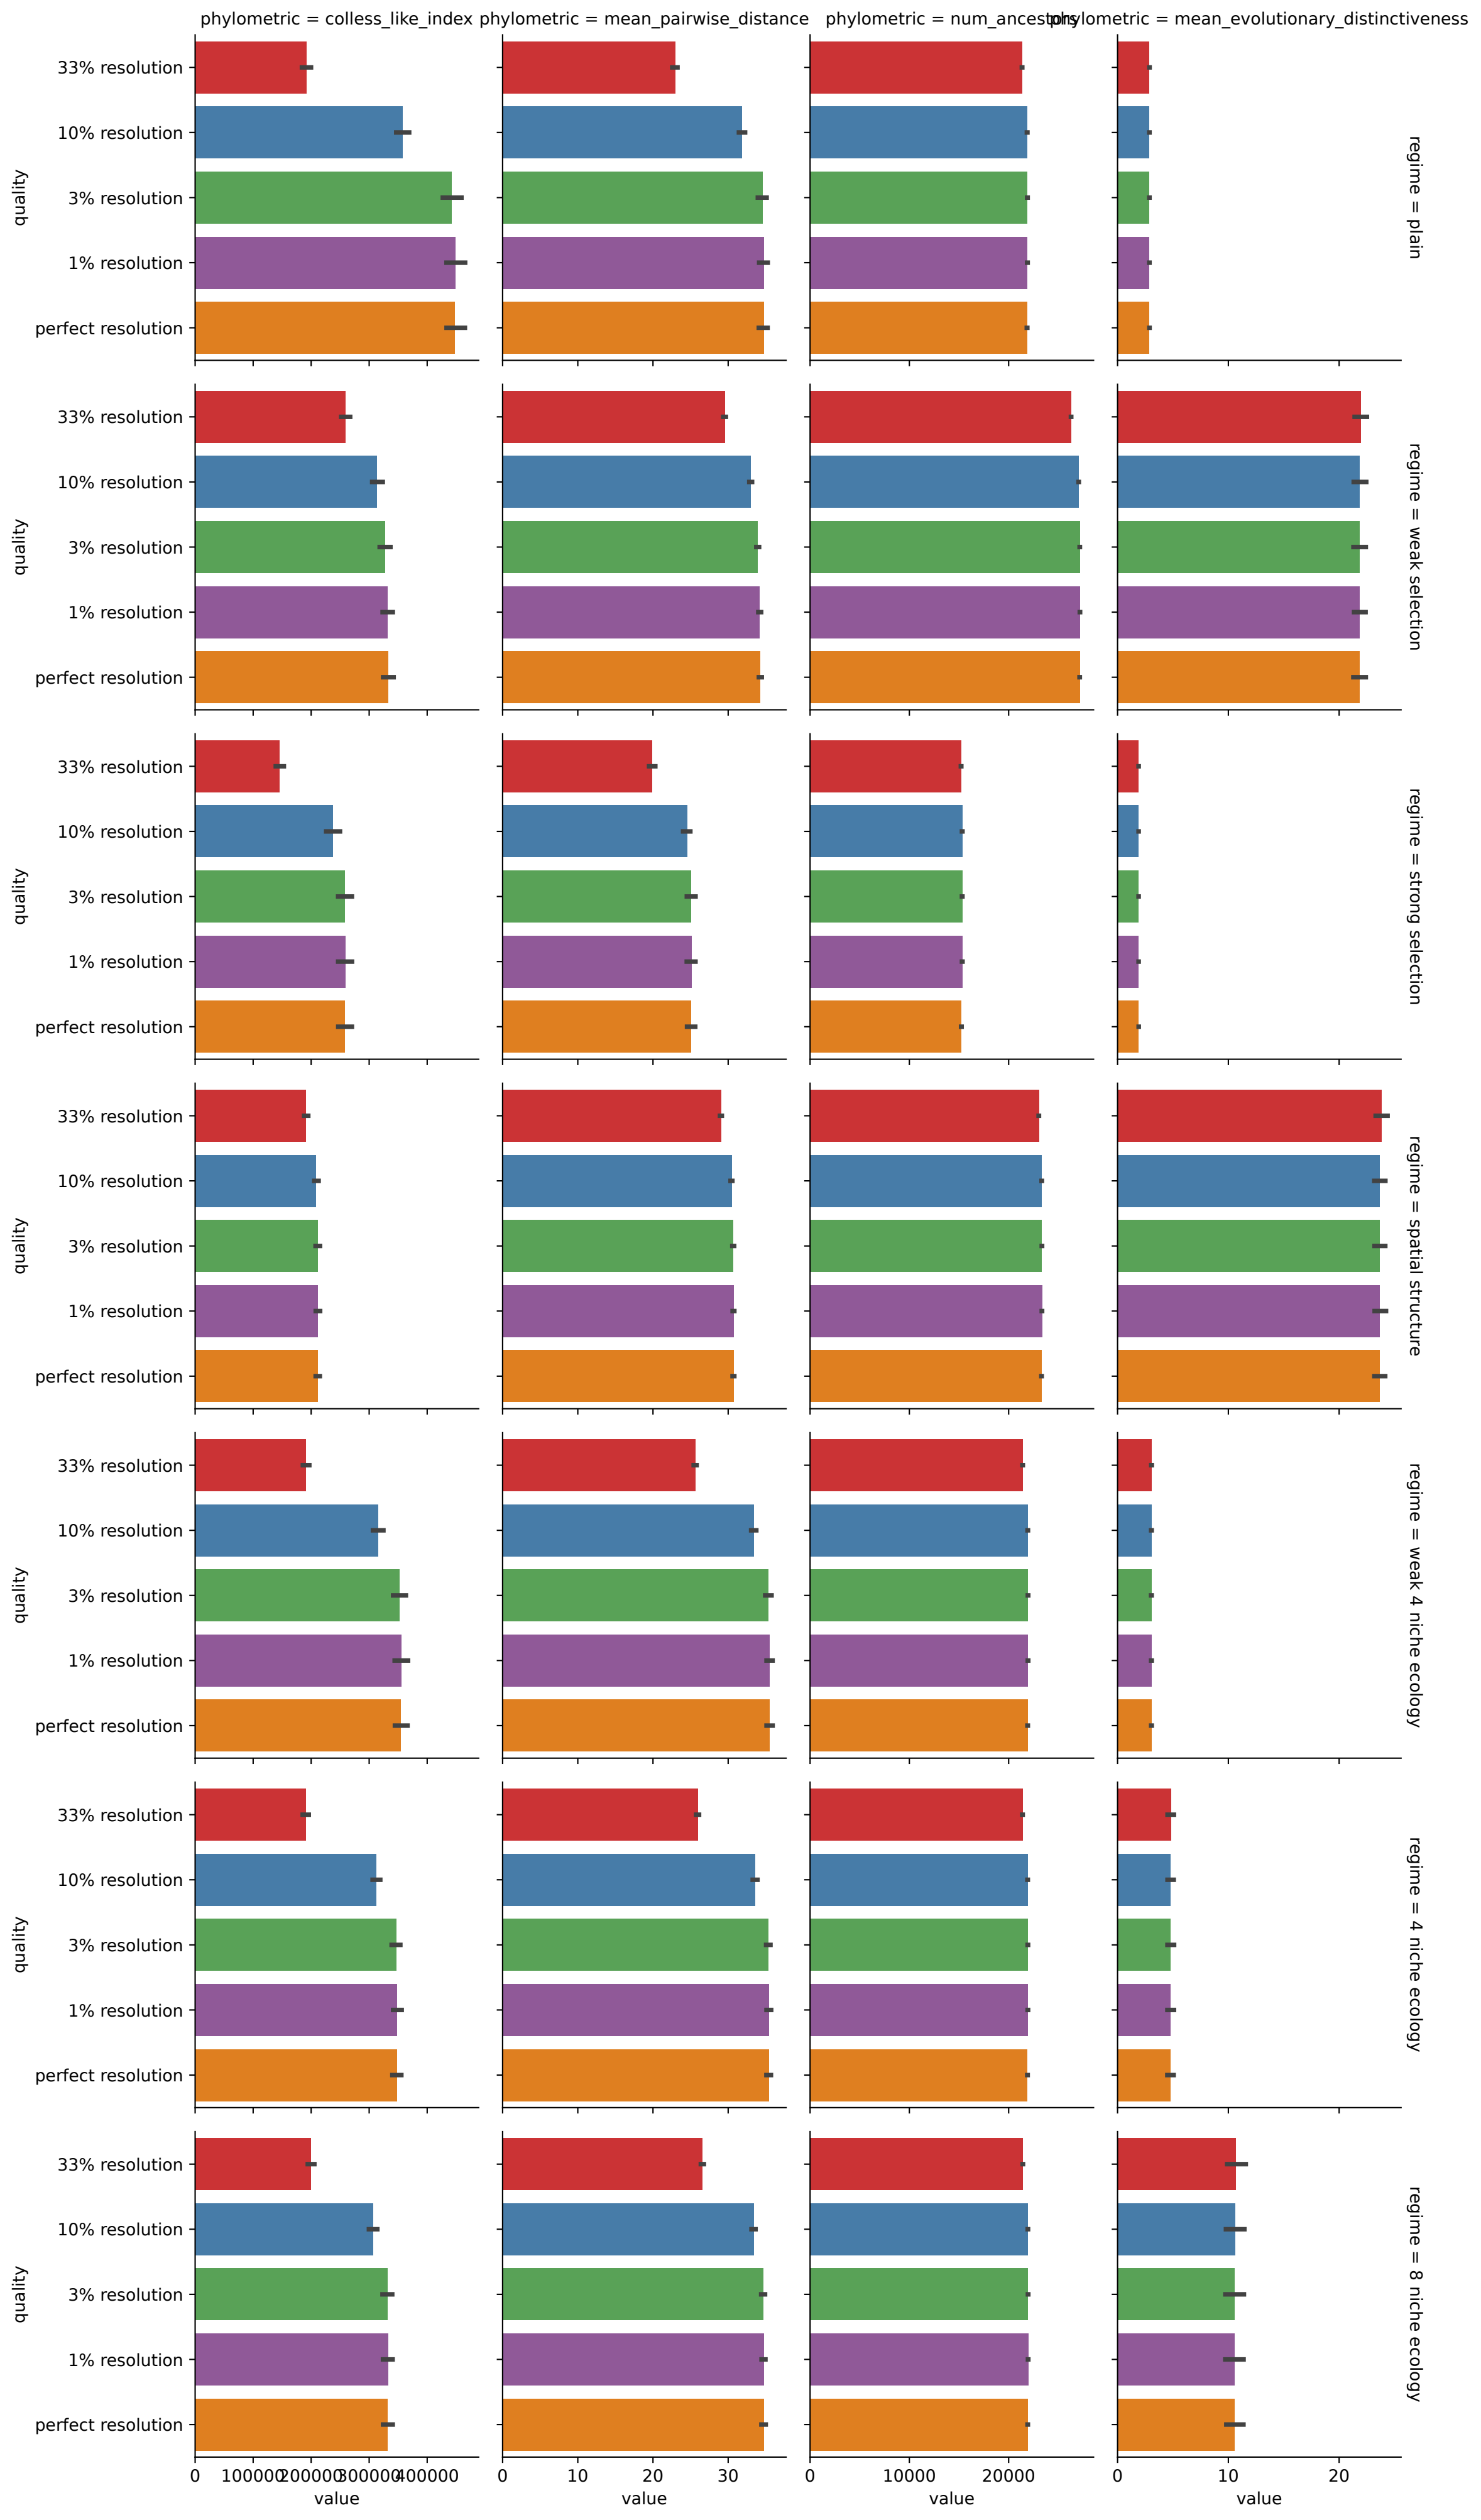 phylometric = colless_like_index
phylometric = mean_pairwise_distance
phylometric = num_ancestors
phylometric = mean_evolutionary_distinctiveness
33% resolution
10% resolution
3% resolution
1% resolution
perfect resolution
quality
regime = plain
33% resolution
10% resolution
3% resolution
1% resolution
perfect resolution
quality
regime = weak selection
33% resolution
10% resolution
3% resolution
1% resolution
perfect resolution
quality
regime = strong selection
33% resolution
10% resolution
3% resolution
1% resolution
perfect resolution
quality
regime = spatial structure
33% resolution
10% resolution
3% resolution
1% resolution
perfect resolution
quality
regime = weak 4 niche ecology
33% resolution
10% resolution
3% resolution
1% resolution
perfect resolution
quality
regime = 4 niche ecology
33% resolution
10% resolution
3% resolution
1% resolution
perfect resolution
quality
regime = 8 niche ecology
0 100000 200000 300000 400000
0 10 20 30
0 10000 20000
0 10 20
value
value
value
value